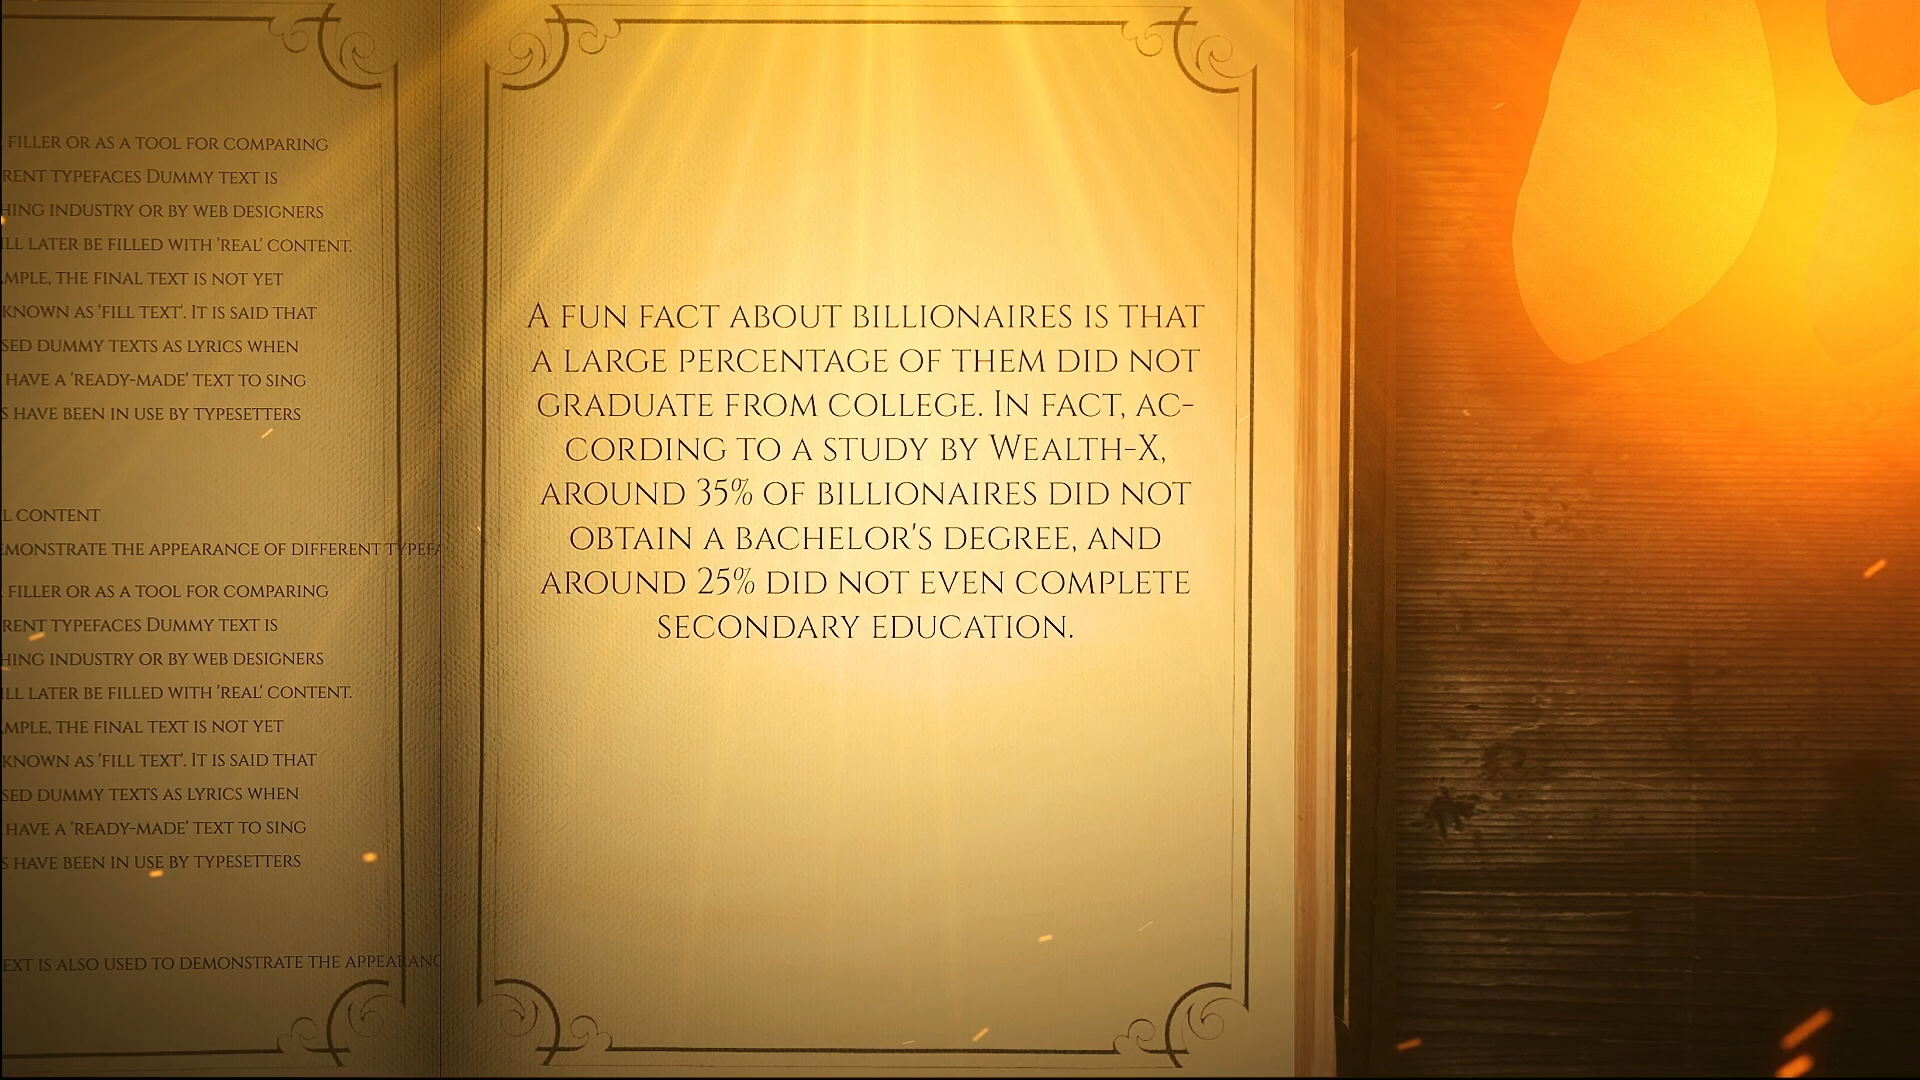 FILLER OR AS A TOOL FOR COMPARING
RENT TYPEFACES DUMMY TEXT IS
HING INDUSTRY OR BY WEB DESIGNERS
ILL LATER BE FILLED WITH 'REAL' CONTENT.
AMPLE, THE FINAL TEXT IS NOT YET
KNOWN AS 'FILL TEXT'. IT IS SAID THAT
SED DUMMY TEXTS AS LYRICS WHEN
HAVE A 'READY-MADE' TEXT TO SING
S HAVE BEEN IN USE BY TYPESETTERS
L CONTENT
EMONSTRATE THE APPEARANCE OF DIFFERENT TYPEFA
FILLER OR AS A TOOL FOR COMPARING
RENT TYPEFACES DUMMY TEXT IS
HING INDUSTRY OR BY WEB DESIGNERS
ILL LATER BE FILLED WITH 'REAL' CONTENT.
AMPLE, THE FINAL TEXT IS NOT YET
KNOWN AS 'FILL TEXT'. IT IS SAID THAT
SED DUMMY TEXTS AS LYRICS WHEN
HAVE A 'READY-MADE' TEXT TO SING
S HAVE BEEN IN USE BY TYPESETTERS
EXT IS ALSO USED TO DEMONSTRATE THE APPEARANC
A FUN FACT ABOUT BILLIONAIRES IS THAT
A LARGE PERCENTAGE OF THEM DID NOT
GRADUATE FROM COLLEGE. IN FACT, AC-
CORDING TO A STUDY BY WEALTH-X,
AROUND 35% OF BILLIONAIRES DID NOT
OBTAIN A BACHELOR'S DEGREE, AND
AROUND 25% DID NOT EVEN COMPLETE
SECONDARY EDUCATION.